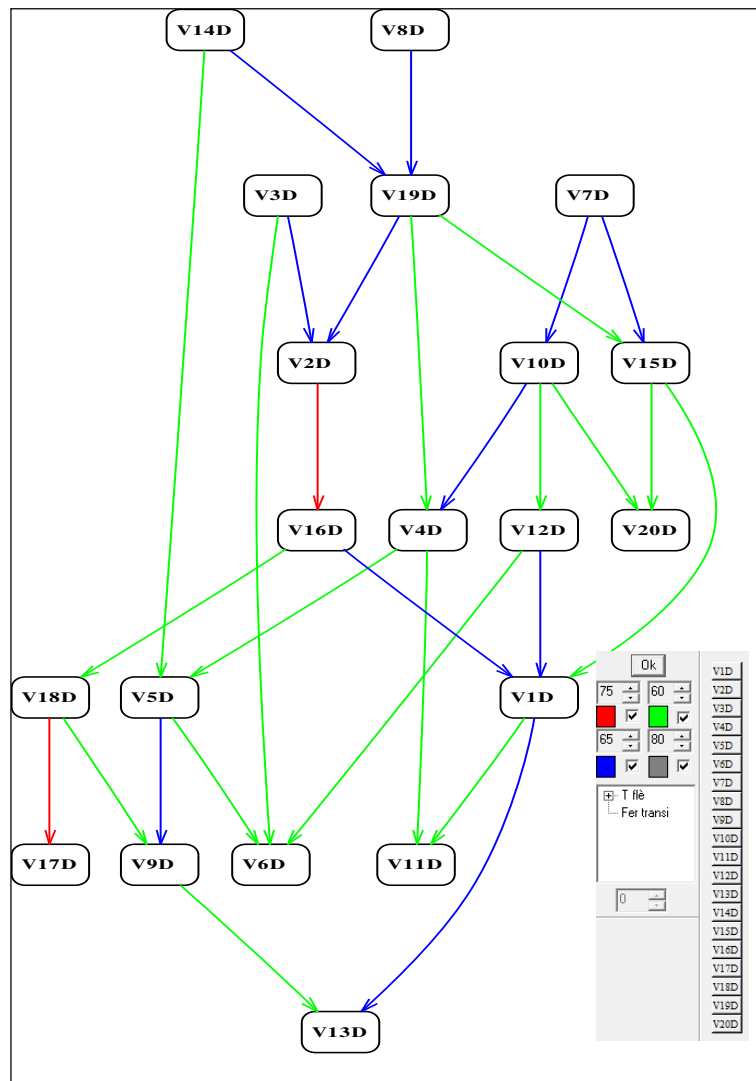 V14D V8D
V3D V19D V7D
V2D V10D V15D
V16D V4D V12D V20D
V18D V5D V1D
V17D V9D V6D V11D
V13D
Ok
75 60
65 80
T flè
Fer transi
0
V1D
V2D
V3D
V4D
V5D
V6D
V7D
V8D
V9D
V10D
V11D
V12D
V13D
V14D
V15D
V16D
V17D
V18D
V19D
V20D